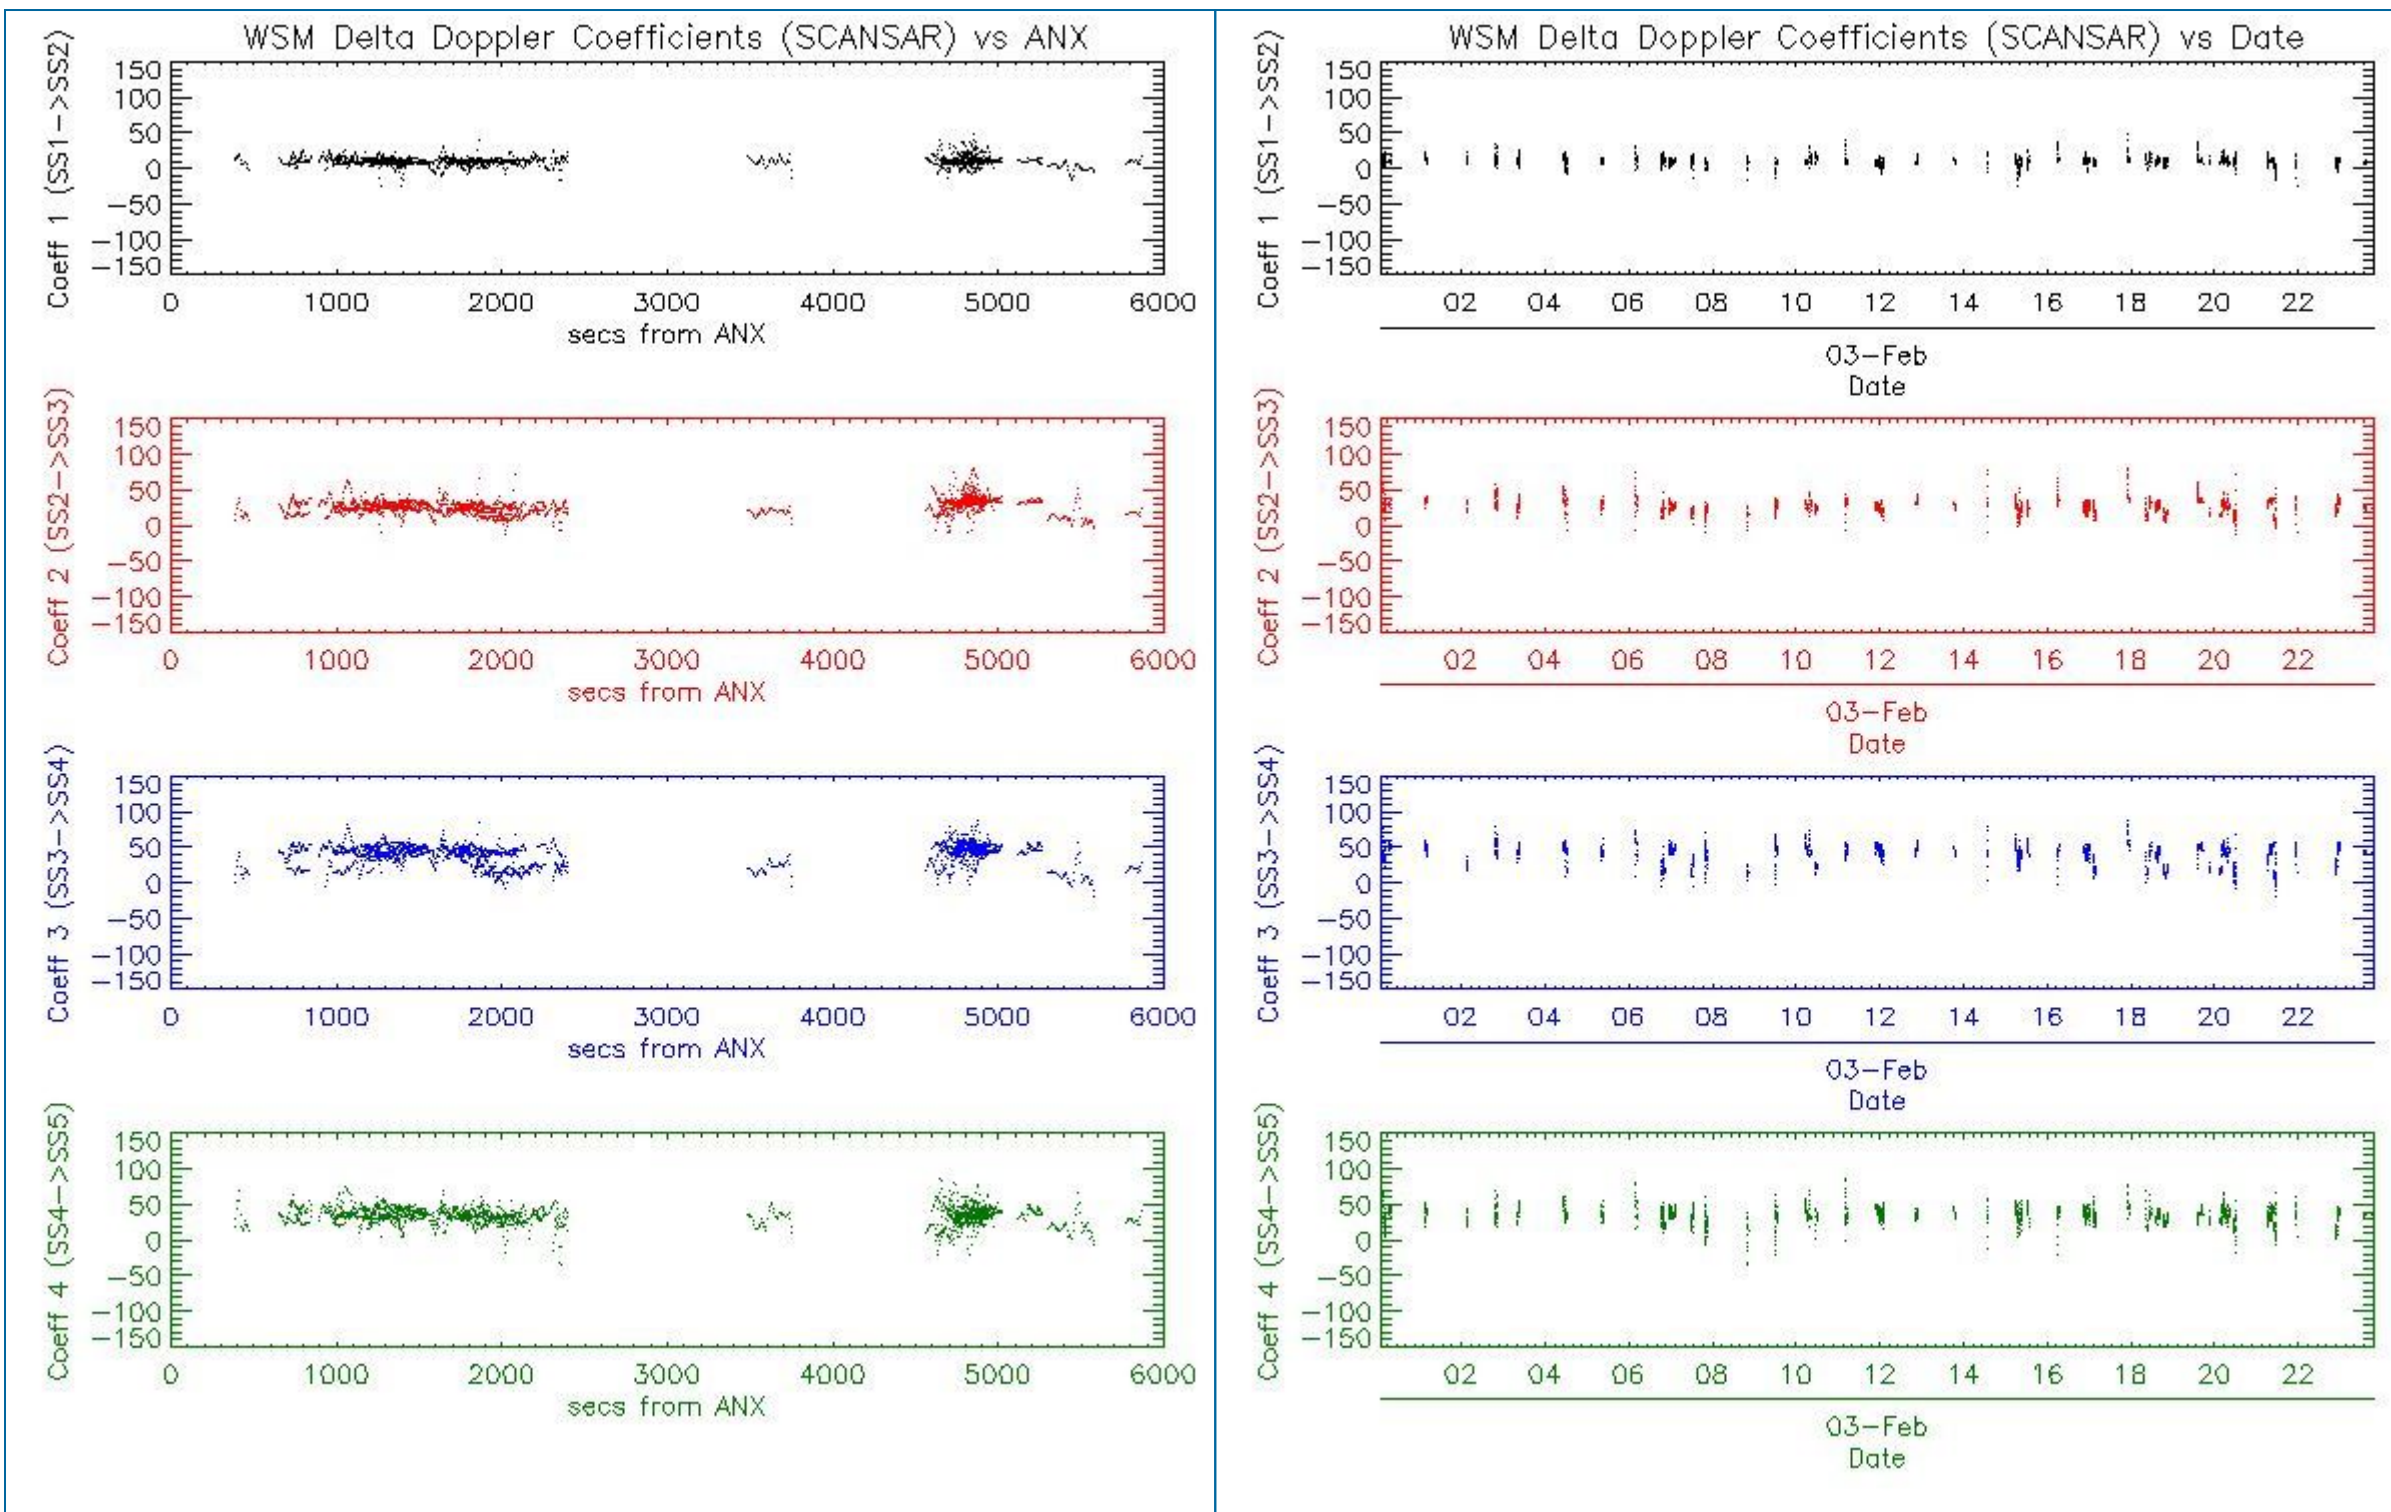 WSM Delta Doppler Coefficients (SCANSAR) vs ANX
Coeff 1 (SS1->SS2)
150
100
50
0
-50
-100
-150
0 1000 2000 3000 4000 5000 6000
secs from ANX
Coeff 2 (SS2->SS3)
150
100
50
0
-50
-100
-150
0 1000 2000 3000 4000 5000 6000
secs from ANX
Coeff 3 (SS3->SS4)
150
100
50
0
-50
-100
-150
0 1000 2000 3000 4000 5000 6000
secs from ANX
Coeff 4 (SS4->SS5)
150
100
50
0
-50
-100
-150
0 1000 2000 3000 4000 5000 6000
secs from ANX
WSM Delta Doppler Coefficients (SCANSAR) vs Date
Coeff 1 (SS1->SS2)
150
100
50
0
-50
-100
-150
02 04 06 08 10 12 14 16 18 20 22
03-Feb
Date
Coeff 2 (SS2->SS3)
150
100
50
0
-50
-100
-150
02 04 06 08 10 12 14 16 18 20 22
03-Feb
Date
Coeff 3 (SS3->SS4)
150
100
50
0
-50
-100
-150
02 04 06 08 10 12 14 16 18 20 22
03-Feb
Date
Coeff 4 (SS4->SS5)
150
100
50
0
-50
-100
-150
02 04 06 08 10 12 14 16 18 20 22
03-Feb
Date